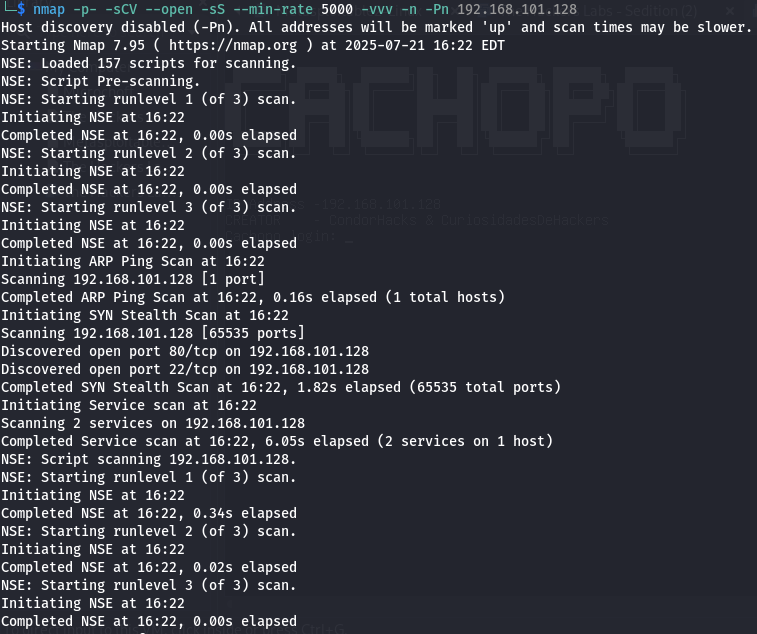 └─$ nmap -p- -sCV --open -sS --min-rate 5000 -vvv -n -Pn 192.168.101.128
Host discovery disabled (-Pn). All addresses will be marked 'up' and scan times may be slower.
Starting Nmap 7.95 ( https://nmap.org ) at 2025-07-21 16:22 EDT
NSE: Loaded 157 scripts for scanning.
NSE: Script Pre-scanning.
NSE: Starting runlevel 1 (of 3) scan.
Initiating NSE at 16:22
Completed NSE at 16:22, 0.00s elapsed
NSE: Starting runlevel 2 (of 3) scan.
Initiating NSE at 16:22
Completed NSE at 16:22, 0.00s elapsed
NSE: Starting runlevel 3 (of 3) scan.
Initiating NSE at 16:22
Completed NSE at 16:22, 0.00s elapsed
Initiating ARP Ping Scan at 16:22
Scanning 192.168.101.128 [1 port]
Completed ARP Ping Scan at 16:22, 0.16s elapsed (1 total hosts)
Initiating SYN Stealth Scan at 16:22
Scanning 192.168.101.128 [65535 ports]
Discovered open port 80/tcp on 192.168.101.128
Discovered open port 22/tcp on 192.168.101.128
Completed SYN Stealth Scan at 16:22, 1.82s elapsed (65535 total ports)
Initiating Service scan at 16:22
Scanning 2 services on 192.168.101.128
Completed Service scan at 16:22, 6.05s elapsed (2 services on 1 host)
NSE: Script scanning 192.168.101.128.
NSE: Starting runlevel 1 (of 3) scan.
Initiating NSE at 16:22
Completed NSE at 16:22, 0.34s elapsed
NSE: Starting runlevel 2 (of 3) scan.
Initiating NSE at 16:22
Completed NSE at 16:22, 0.02s elapsed
NSE: Starting runlevel 3 (of 3) scan.
Initiating NSE at 16:22
Completed NSE at 16:22, 0.00s elapsed
CACHOPO
CondorHacks & CuriosidadesDeHackers